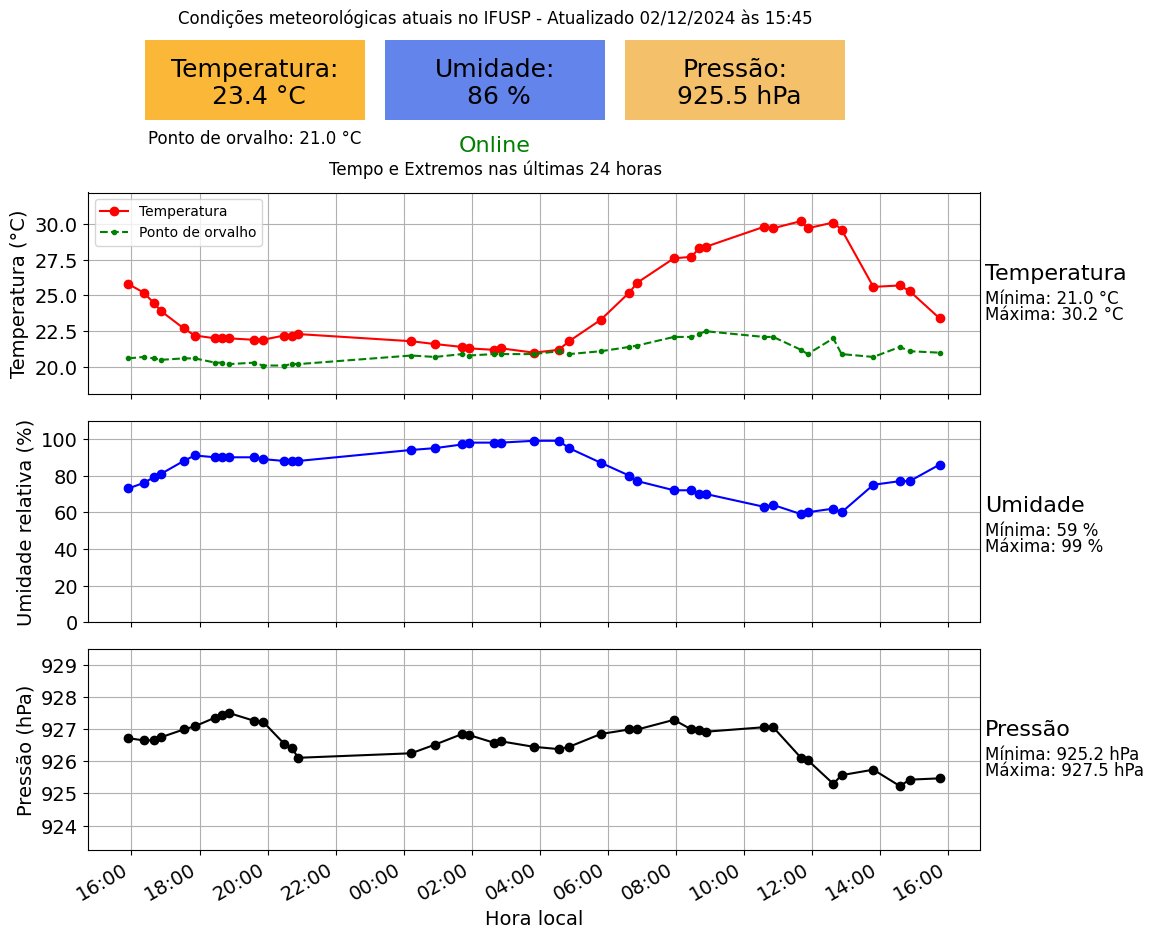 Condições meteorológicas atuais no IFUSP - Atualizado 02/12/2024 às 15:45
Temperatura:
23.4 °C
Umidade:
86 %
Pressão:
925.5 hPa
Ponto de orvalho: 21.0 °C
Online
Tempo e Extremos nas últimas 24 horas
Temperatura
Ponto de orvalho
Temperatura (°C)
30.0
27.5
25.0
22.5
20.0
Temperatura
Mínima: 21.0 °C
Máxima: 30.2 °C
Umidade relativa (%)
100
80
60
40
20
0
Umidade
Mínima: 59 %
Máxima: 99 %
Pressão (hPa)
929
928
927
926
925
924
Pressão
Mínima: 925.2 hPa
Máxima: 927.5 hPa
16:00 18:00 20:00 22:00 00:00 02:00 04:00 06:00 08:00 10:00 12:00 14:00 16:00
Hora local